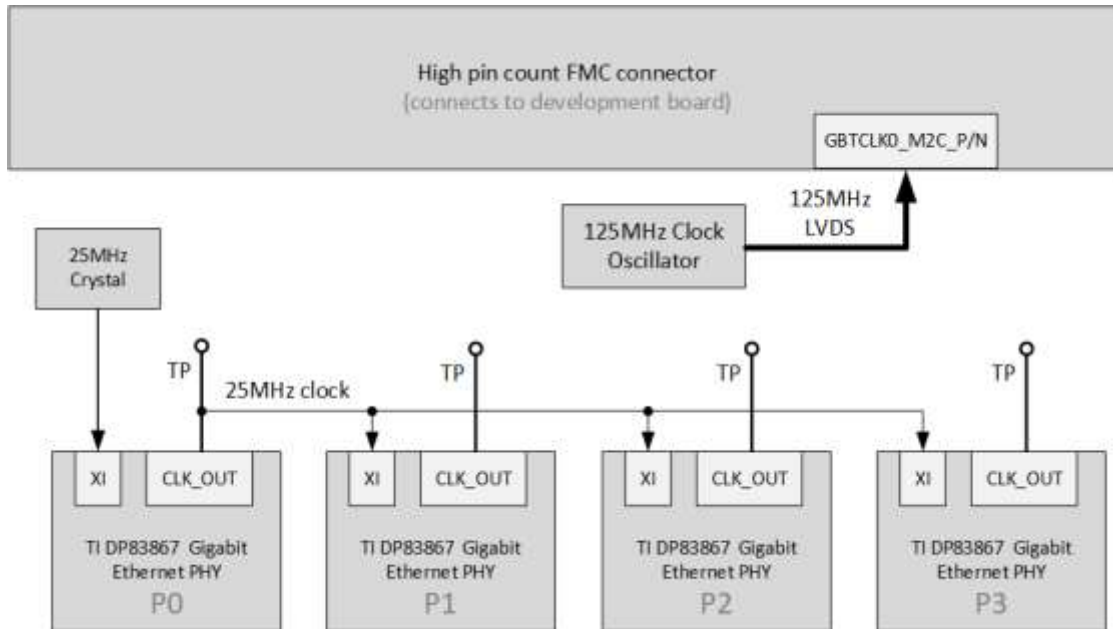 High pin count FMC connector
(connects to development board)
GBTCLK0_M2C_P/N
125MHz
LVDS
125MHz Clock
Oscillator
25MHz
Crystal
TP
TP
TP
TP
25MHz clock
XI
CLK_OUT
XI
CLK_OUT
XI
CLK_OUT
XI
CLK_OUT
TI DP83867 Gigabit
Ethernet PHY
P0
TI DP83867 Gigabit
Ethernet PHY
P1
TI DP83867 Gigabit
Ethernet PHY
P2
TI DP83867 Gigabit
Ethernet PHY
P3